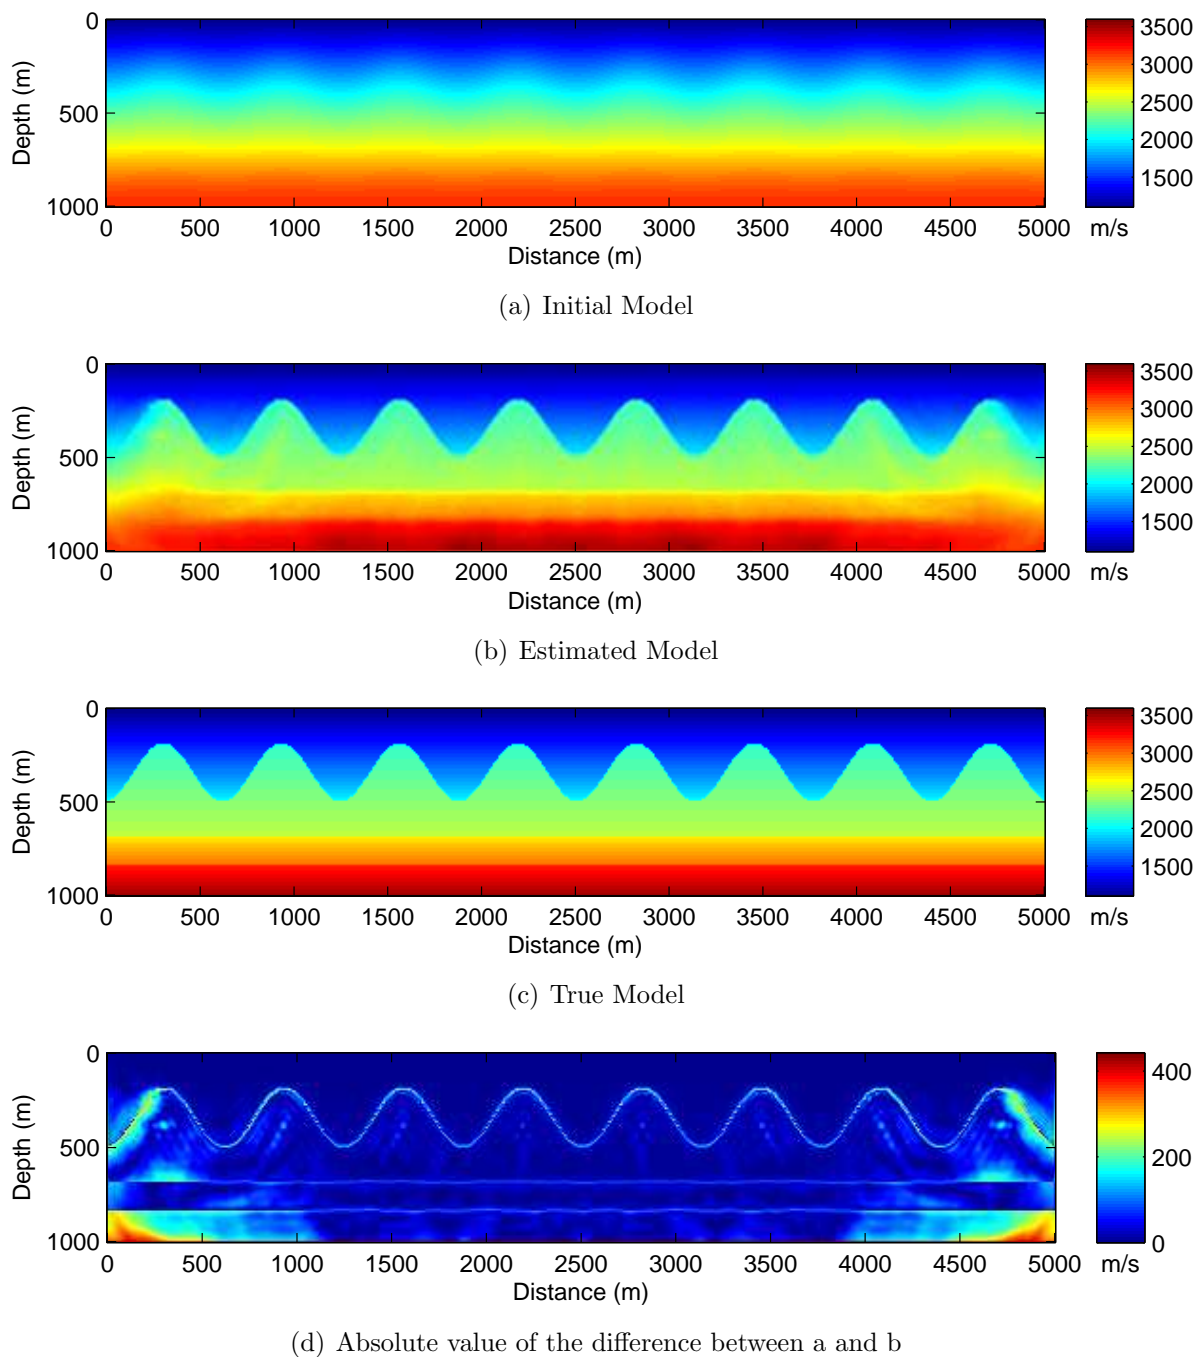 0
500
1000
Depth (m)
0 500 1000 1500 2000 2500 3000 3500 4000 4500 5000
Distance (m)
3500
3000
2500
2000
1500
m/s
(a) Initial Model
0
500
1000
Depth (m)
0 500 1000 1500 2000 2500 3000 3500 4000 4500 5000
Distance (m)
3500
3000
2500
2000
1500
m/s
(b) Estimated Model
0
500
1000
Depth (m)
0 500 1000 1500 2000 2500 3000 3500 4000 4500 5000
Distance (m)
3500
3000
2500
2000
1500
m/s
(c) True Model
0
500
1000
Depth (m)
0 500 1000 1500 2000 2500 3000 3500 4000 4500 5000
Distance (m)
400
200
0
m/s
(d) Absolute value of the difference between a and b